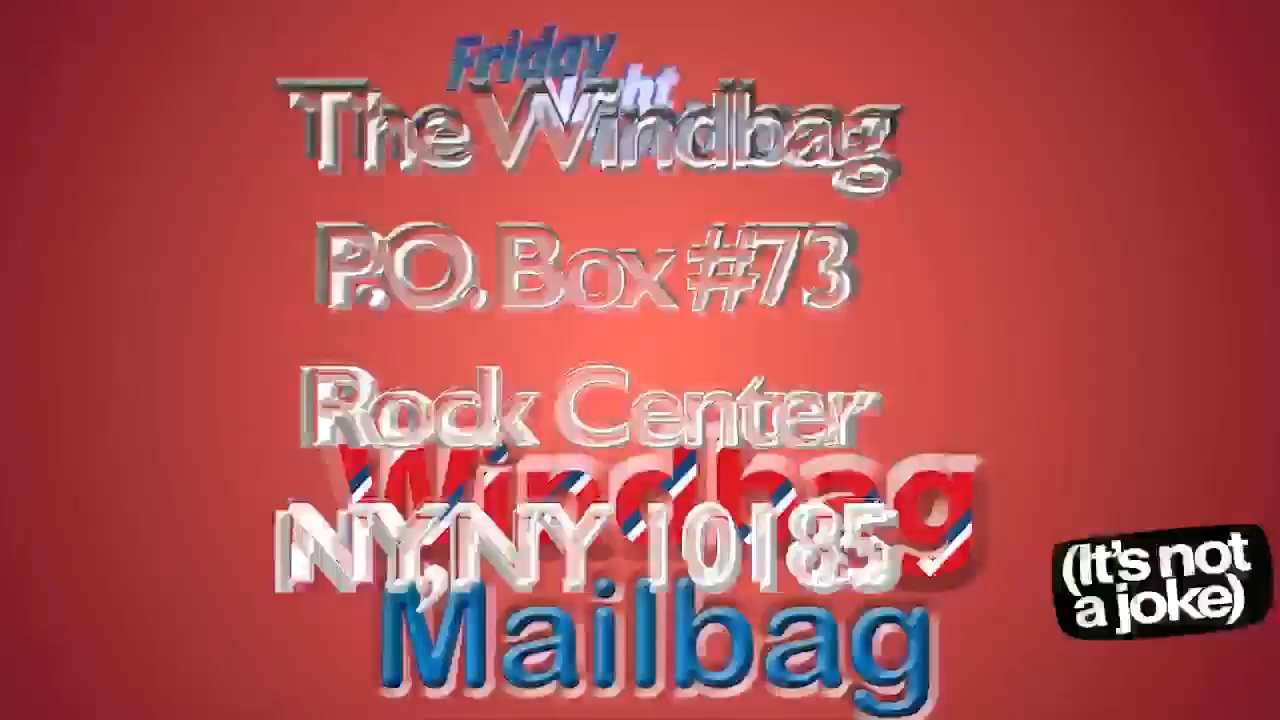 Friday
Night
The Windbag
P.O. Box #73
Rock Center
Windbag
NY, NY 10185
Mailbag
(It's not
a joke)